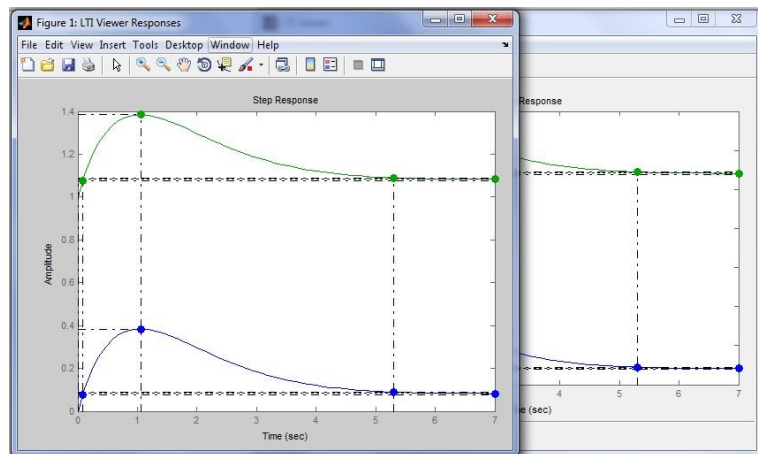 Figure 1: LTI Viewer Responses
File Edit View Insert Tools Desktop Window Help
Step Response
Response
1.4
1.2
1
0.8
0.6
0.4
0.2
0
Amplitude
0 1 2 3 4 5 6 7
Time (sec)
4 5 6 7
(sec)